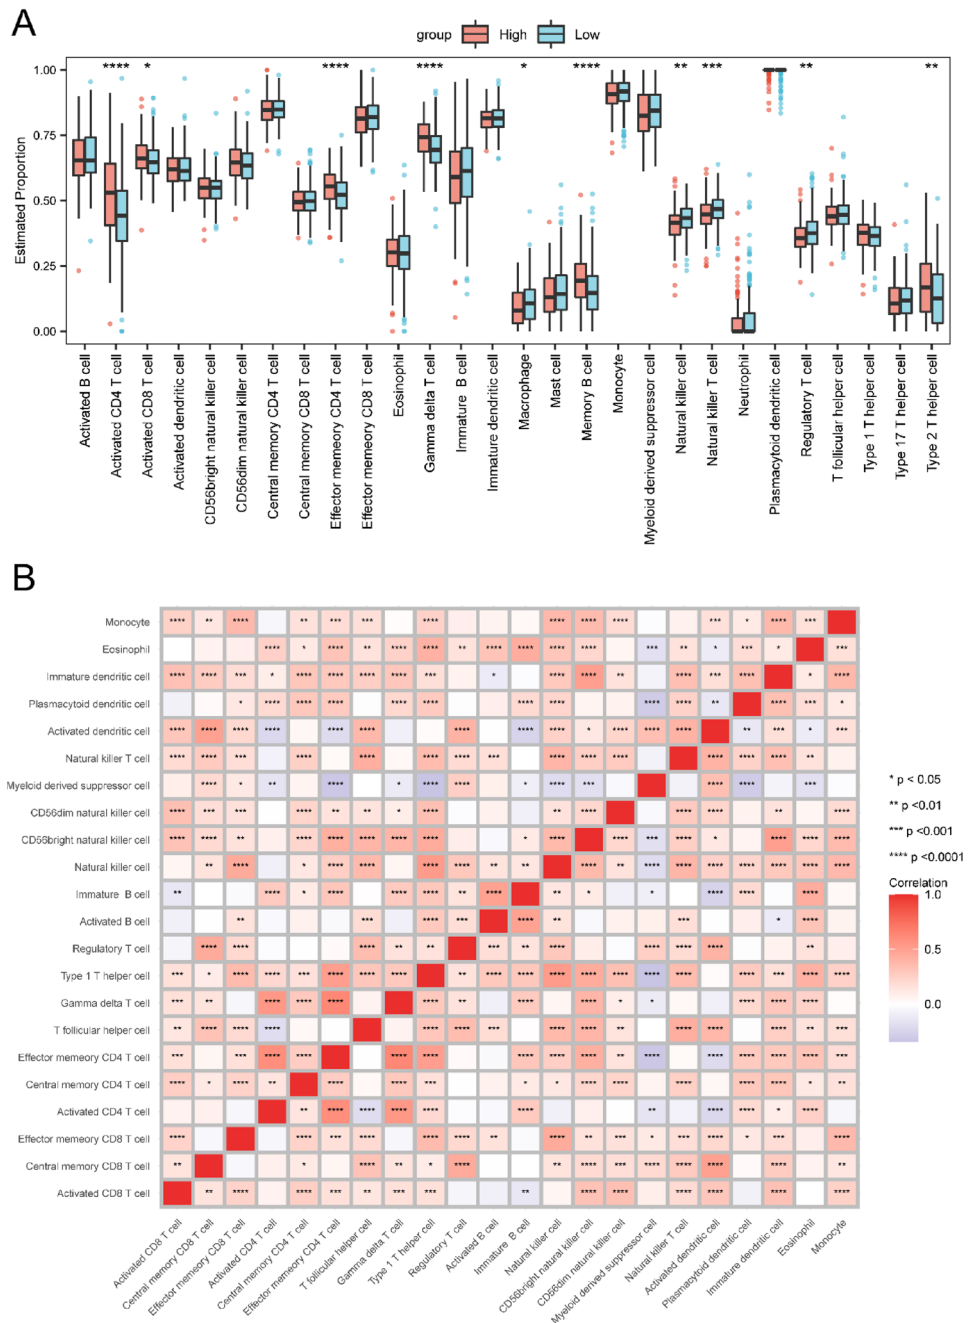 A
group High Low
**** * **** **** * **** ** *** ** **
Estimated Proportion
1.00
0.75
0.50
0.25
0.00
Activated B cell
Activated CD4 T cell
Activated CD8 T cell
Activated dendritic cell
CD56bright natural killer cell
CD56dim natural killer cell
Central memory CD4 T cell
Central memory CD8 T cell
Effector memeory CD4 T cell
Effector memeory CD8 T cell
Eosinophil
Gamma delta T cell
Immature B cell
Immature dendritic cell
Macrophage
Mast cell
Memory B cell
Monocyte
Myeloid derived suppressor cell
Natural killer cell
Natural killer T cell
Neutrophil
Plasmacytoid dendritic cell
Regulatory T cell
T follicular helper cell
Type 1 T helper cell
Type 17 T helper cell
Type 2 T helper cell
B
Monocyte
Eosinophil
Immature dendritic cell
Plasmacytoid dendritic cell
Activated dendritic cell
Natural killer T cell
Myeloid derived suppressor cell
CD56dim natural killer cell
CD56bright natural killer cell
Natural killer cell
Immature B cell
Activated B cell
Regulatory T cell
Type 1 T helper cell
Gamma delta T cell
T follicular helper cell
Effector memeory CD4 T cell
Central memory CD4 T cell
Activated CD4 T cell
Effector memeory CD8 T cell
Central memory CD8 T cell
Activated CD8 T cell
Activated CD8 T cell
Central memory CD8 T cell
Effector memeory CD8 T cell
Activated CD4 T cell
Central memory CD4 T cell
Effector memeory CD4 T cell
T follicular helper cell
Gamma delta T cell
Type 1 T helper cell
Regulatory T cell
Activated B cell
Immature B cell
Natural killer cell
CD56bright natural killer cell
CD56dim natural killer cell
Myeloid derived suppressor cell
Natural killer T cell
Activated dendritic cell
Plasmacytoid dendritic cell
Immature dendritic cell
Eosinophil
Monocyte
* p < 0.05
** p <0.01
*** p <0.001
**** p <0.0001
Correlation
1.0
0.5
0.0